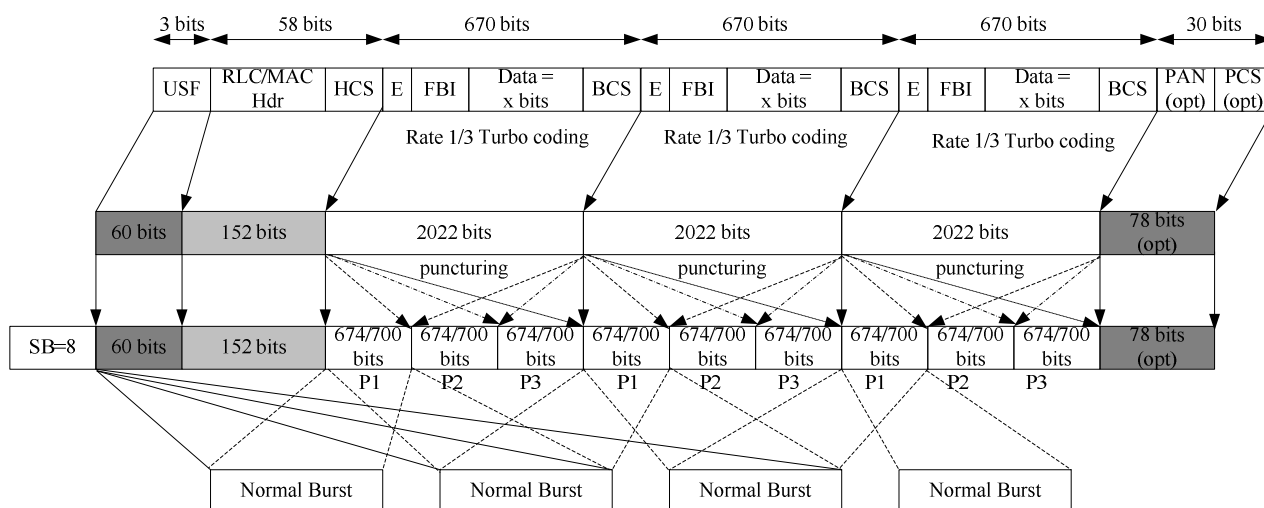 3 bits 58 bits 670 bits 670 bits 670 bits 30 bits
USF RLC/MAC Hdr HCS E FBI Data = x bits BCS E FBI Data = x bits BCS E FBI Data = x bits BCS PAN (opt) PCS (opt)
Rate 1/3 Turbo coding Rate 1/3 Turbo coding Rate 1/3 Turbo coding
60 bits 152 bits 2022 bits 2022 bits 2022 bits 78 bits (opt)
puncturing puncturing puncturing
SB=8 60 bits 152 bits 674/700 bits 674/700 bits 674/700 bits 674/700 bits 674/700 bits 674/700 bits 674/700 bits 674/700 bits 674/700 bits 78 bits (opt)
P1 P2 P3 P1 P2 P3 P1 P2 P3
Normal Burst Normal Burst Normal Burst Normal Burst